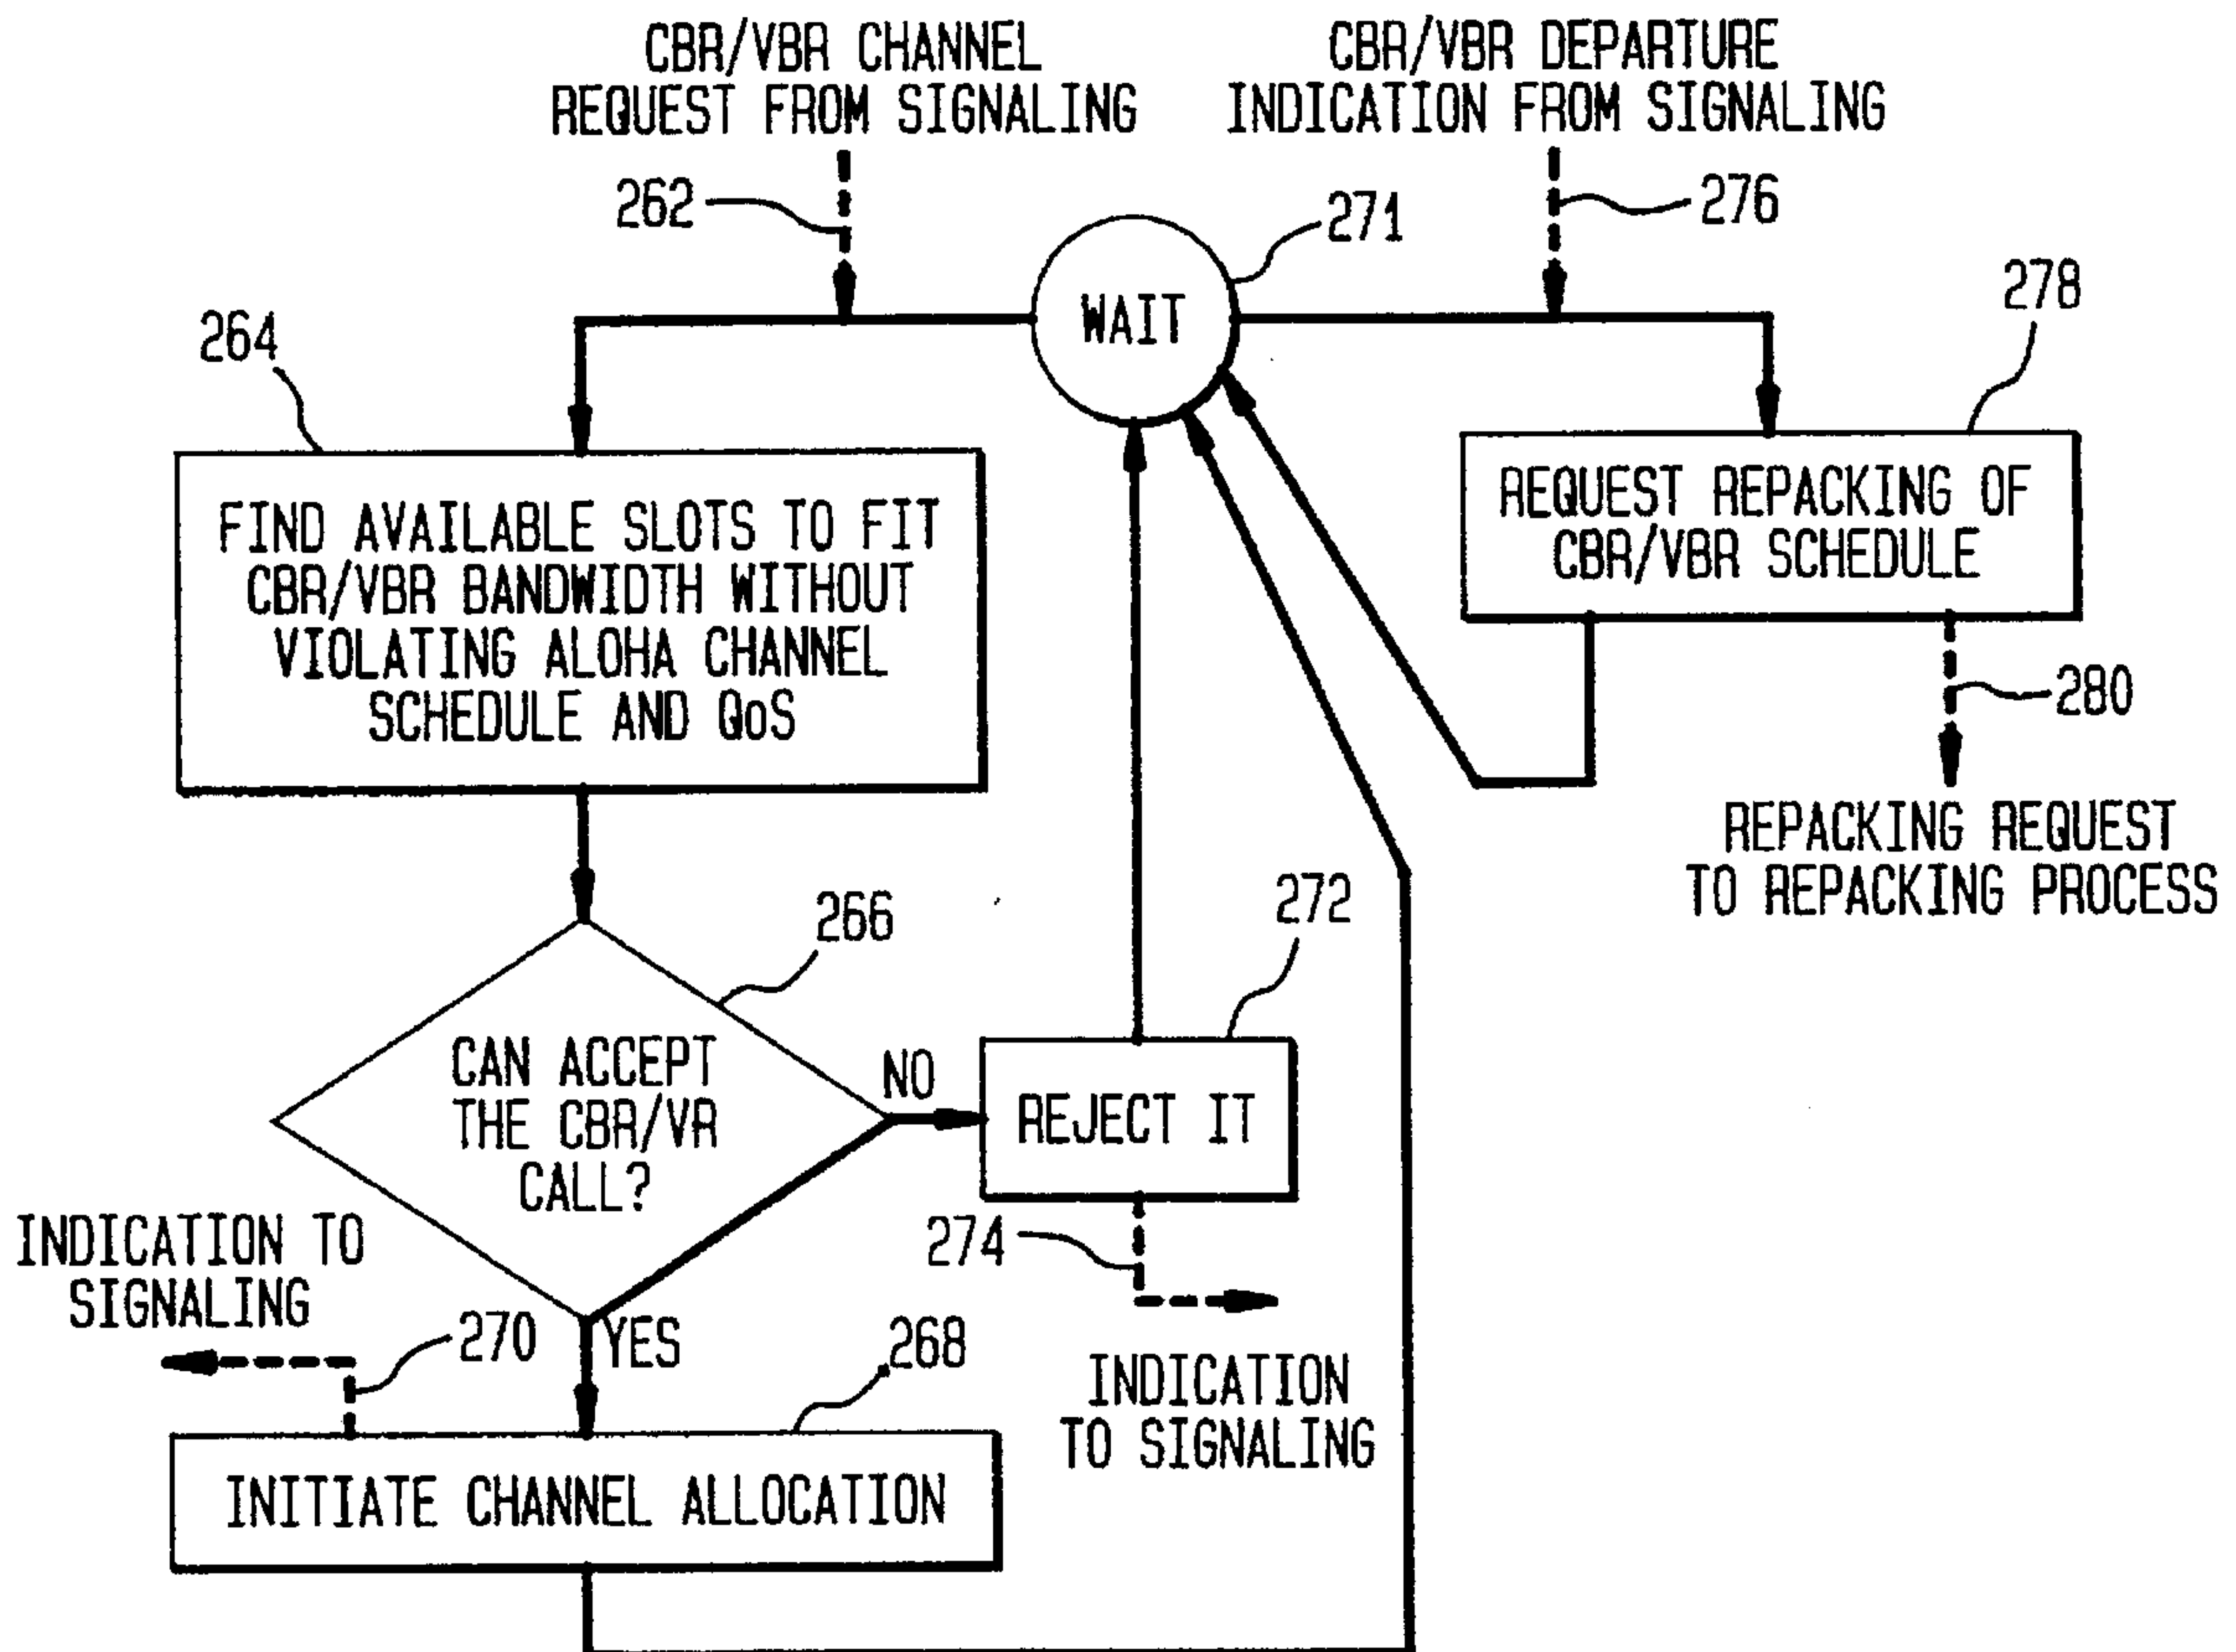 CBR/VBR CHANNEL
REQUEST FROM SIGNALING
CBR/VBR DEPARTURE
INDICATION FROM SIGNALING
262
276
271
WAIT
278
264
FIND AVAILABLE SLOTS TO FIT
CBR/VBR BANDWIDTH WITHOUT
VIOLATING ALOHA CHANNEL
SCHEDULE AND QoS
REQUEST REPACKING OF
CBR/VBR SCHEDULE
280
REPACKING REQUEST
TO REPACKING PROCESS
266
272
CAN ACCEPT
THE CBR/VR
CALL?
NO
REJECT IT
274
INDICATION TO
SIGNALING
270
YES
268
INDICATION
TO SIGNALING
INITIATE CHANNEL ALLOCATION